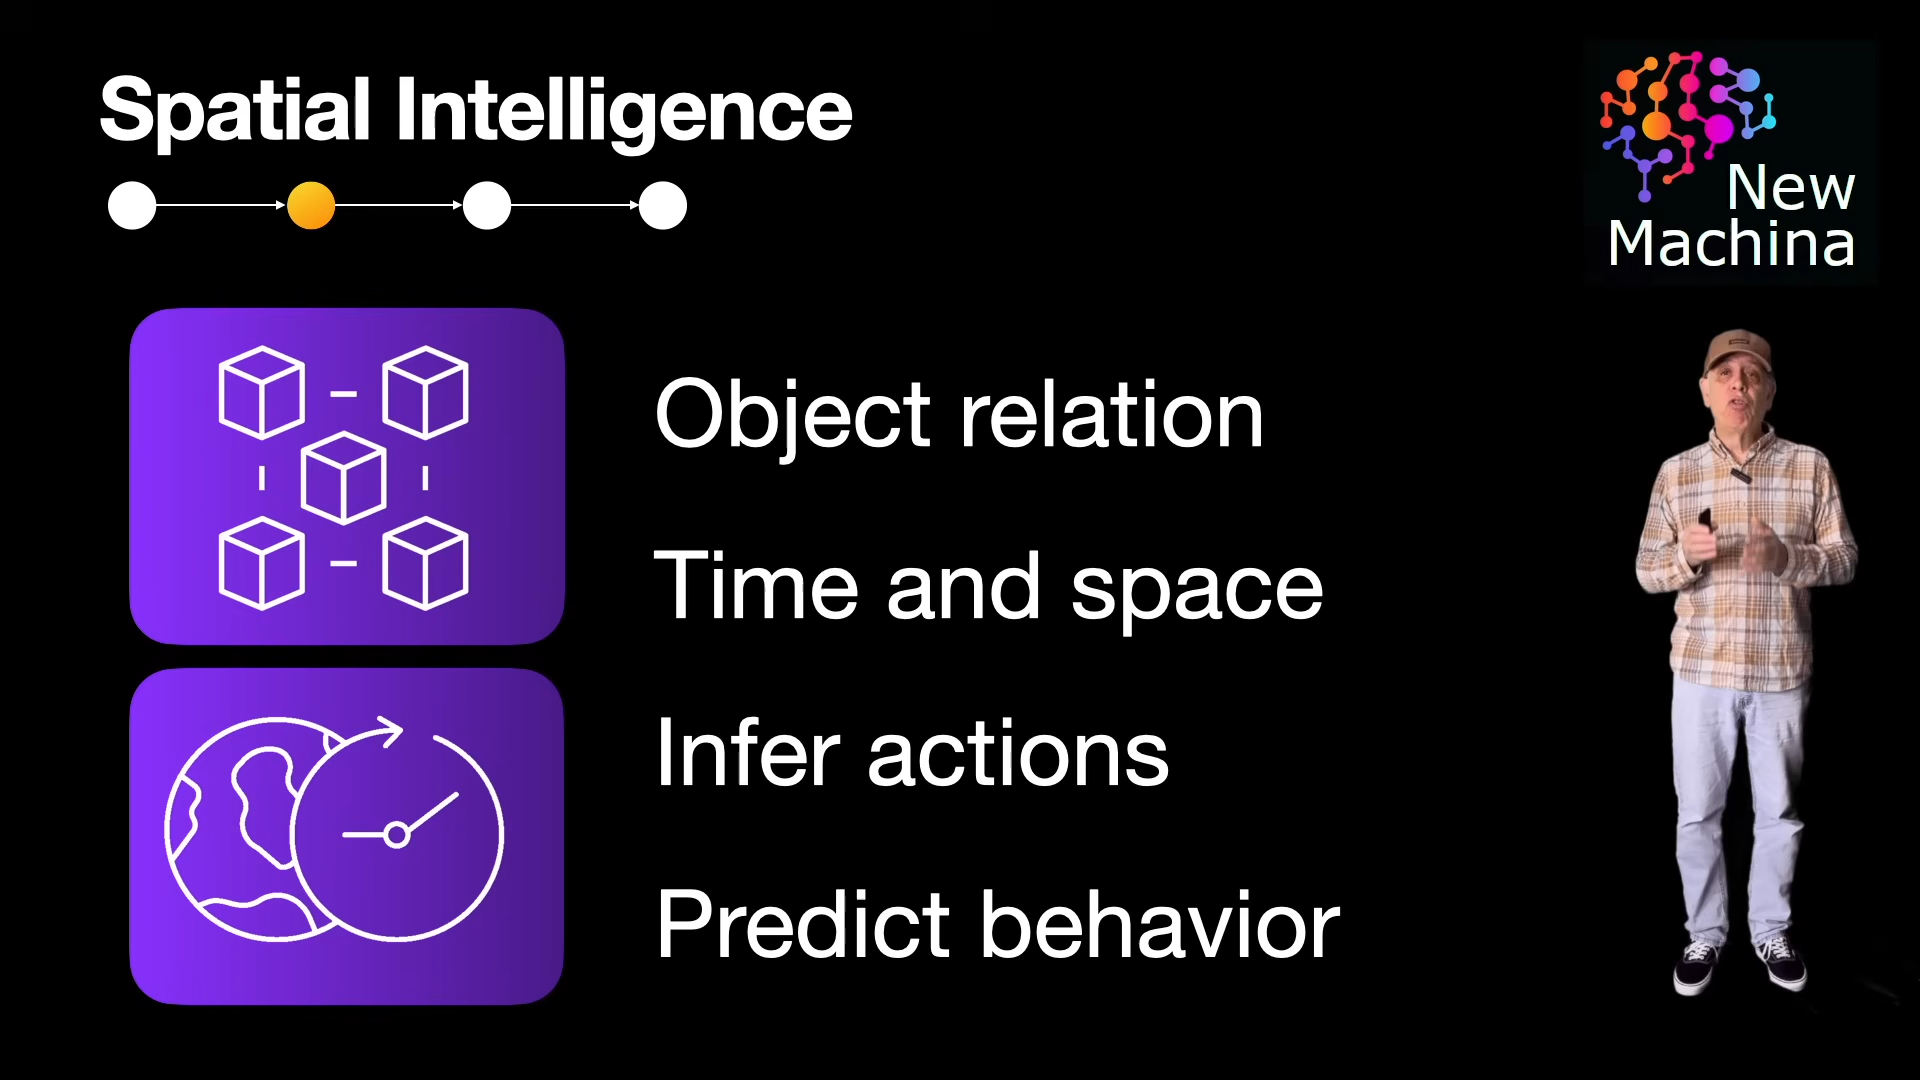 Spatial Intelligence
New
Machina
Object relation
Time and space
Infer actions
Predict behavior